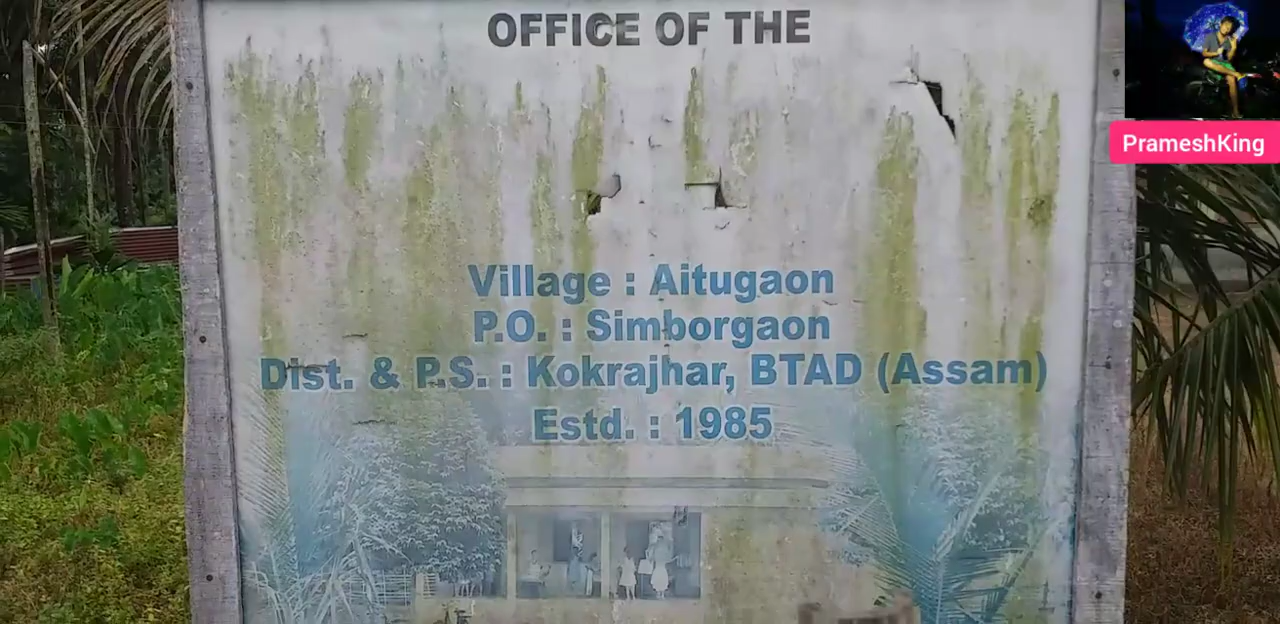 OFFICE OF THE
PrameshKing
Village : Aitugaon
P.O. : Simborgaon
Dist. & P.S. : Kokrajhar, BTAD (Assam)
Estd. : 1985